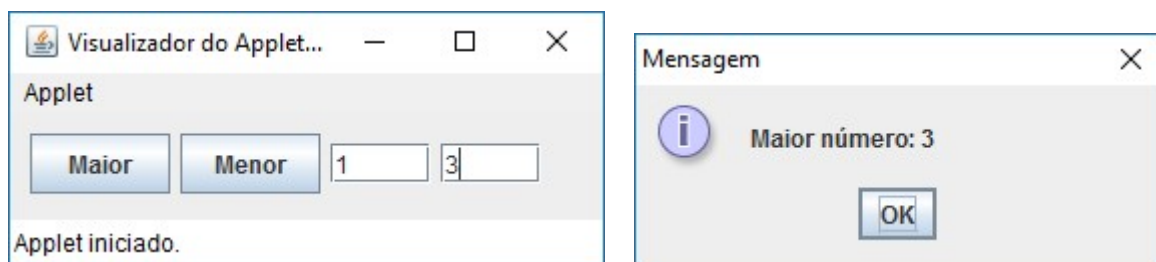 Visualizador do Applet...
Applet
Maior Menor 1 3
Applet iniciado.
Mensagem
Maior número: 3
OK